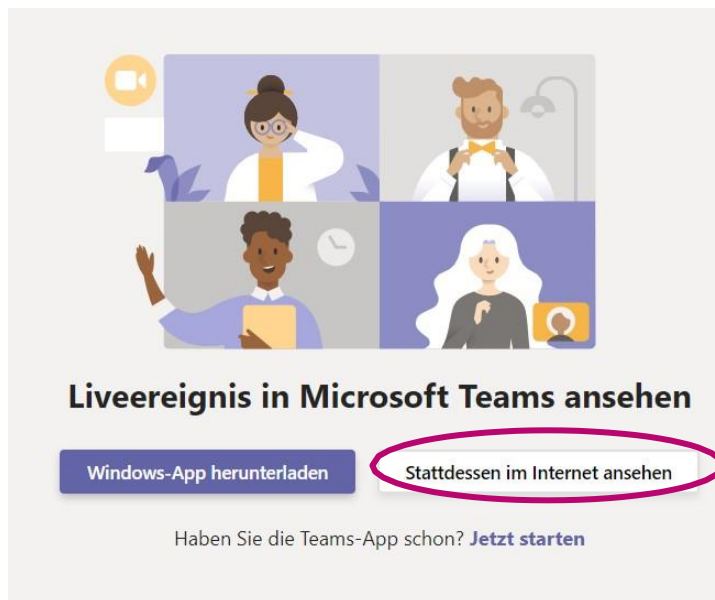 Liveereignis in Microsoft Teams ansehen
Windows-App herunterladen
Stattdessen im Internet ansehen
Haben Sie die Teams-App schon? Jetzt starten